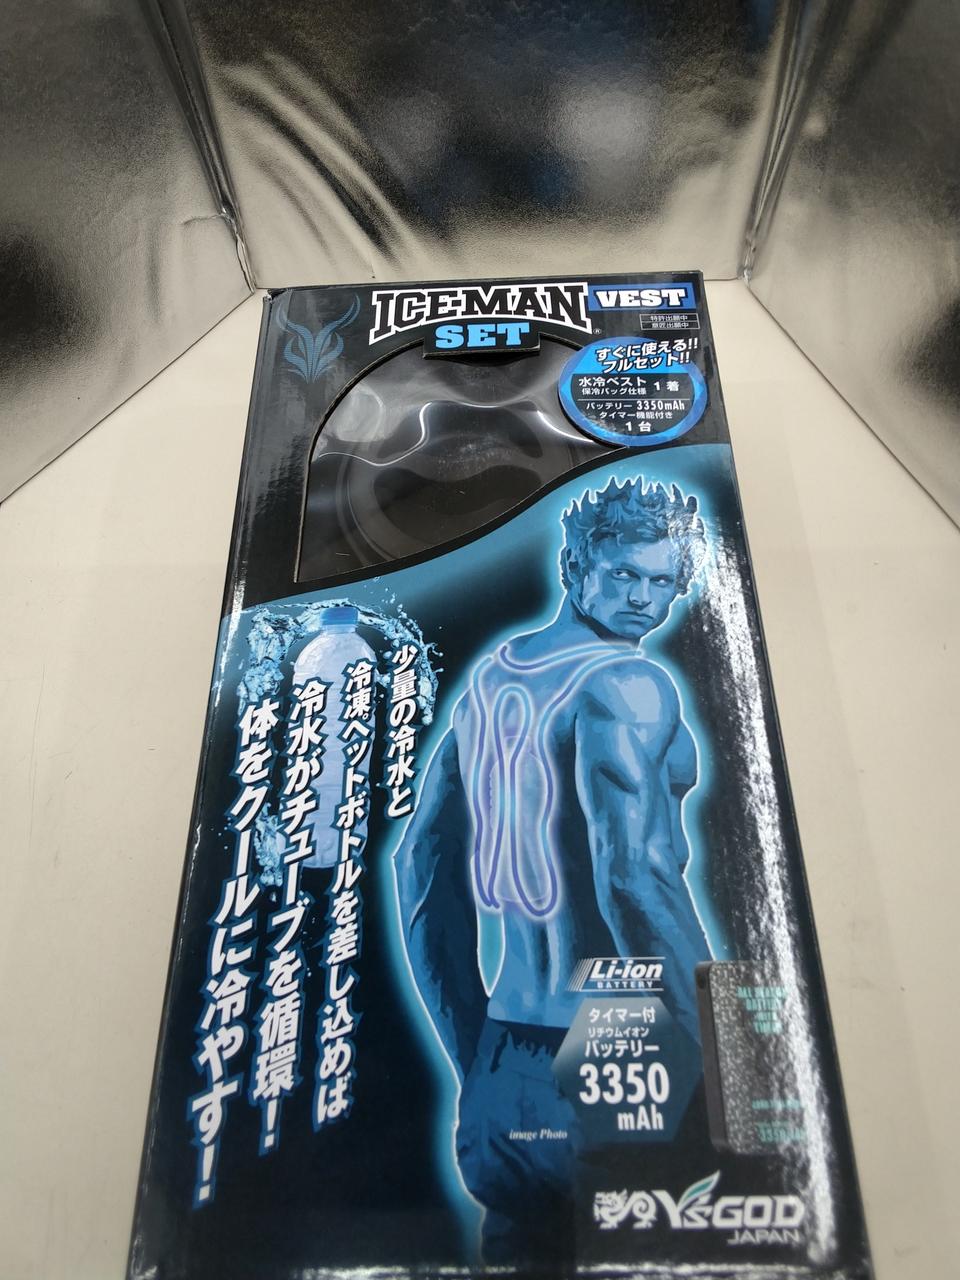 ICEMAN VEST
SET
特許出願中
意匠出願中
すぐに使える!!
フルセット!!
水冷ベスト
保冷バッグ仕様
1着
バッテリー 3350mAh
タイマー機能付き
1台
少量の冷水と
冷凍ペットボトルを差し込めば
冷水がチューブを循環!
体をクールに冷やす!
Li-ion
BATTERY
タイマー付
リチウムイオン
バッテリー
3350
mAh
image Photo
Y'sGOD
JAPAN